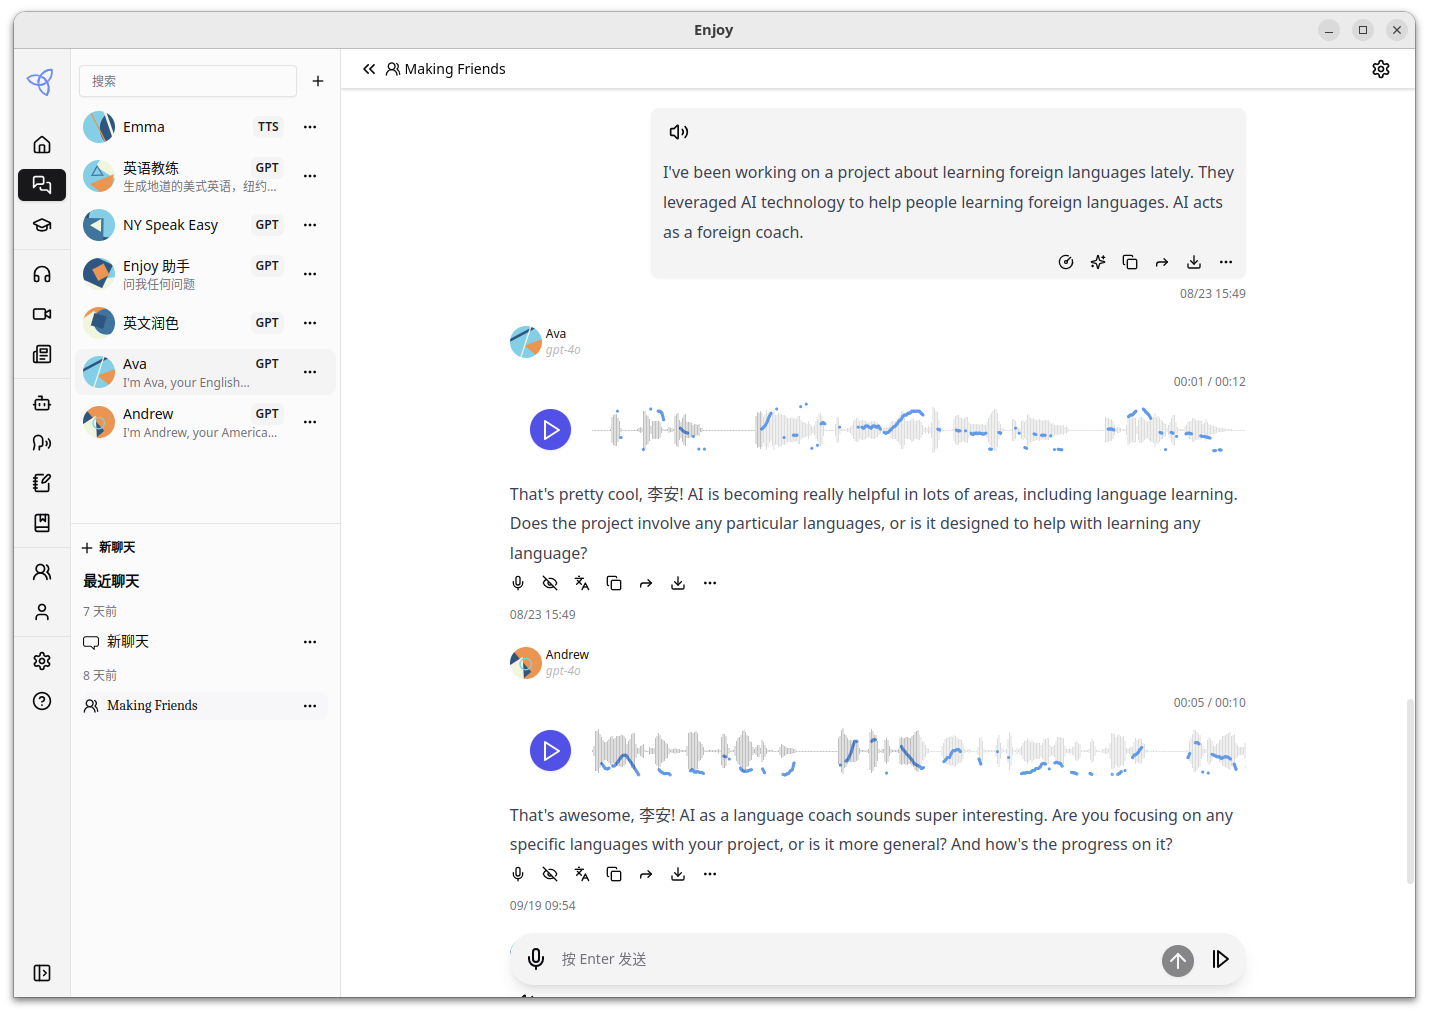 Enjoy
搜索
Emma
TTS
英语教练
GPT
生成地道的美式英语，纽约...
NY Speak Easy
GPT
Enjoy 助手
GPT
问我任何问题
英文润色
GPT
Ava
GPT
I'm Ava, your English...
Andrew
GPT
I'm Andrew, your America...
新聊天
最近聊天
7 天前
新聊天
8 天前
Making Friends
Making Friends
I've been working on a project about learning foreign languages lately. They
leveraged AI technology to help people learning foreign languages. AI acts
as a foreign coach.
08/23 15:49
Ava
gpt-4o
00:01 / 00:12
That's pretty cool, 李安! AI is becoming really helpful in lots of areas, including language learning.
Does the project involve any particular languages, or is it designed to help with learning any
language?
08/23 15:49
Andrew
gpt-4o
00:05 / 00:10
That's awesome, 李安! AI as a language coach sounds super interesting. Are you focusing on any
specific languages with your project, or is it more general? And how's the progress on it?
09/19 09:54
按 Enter 发送